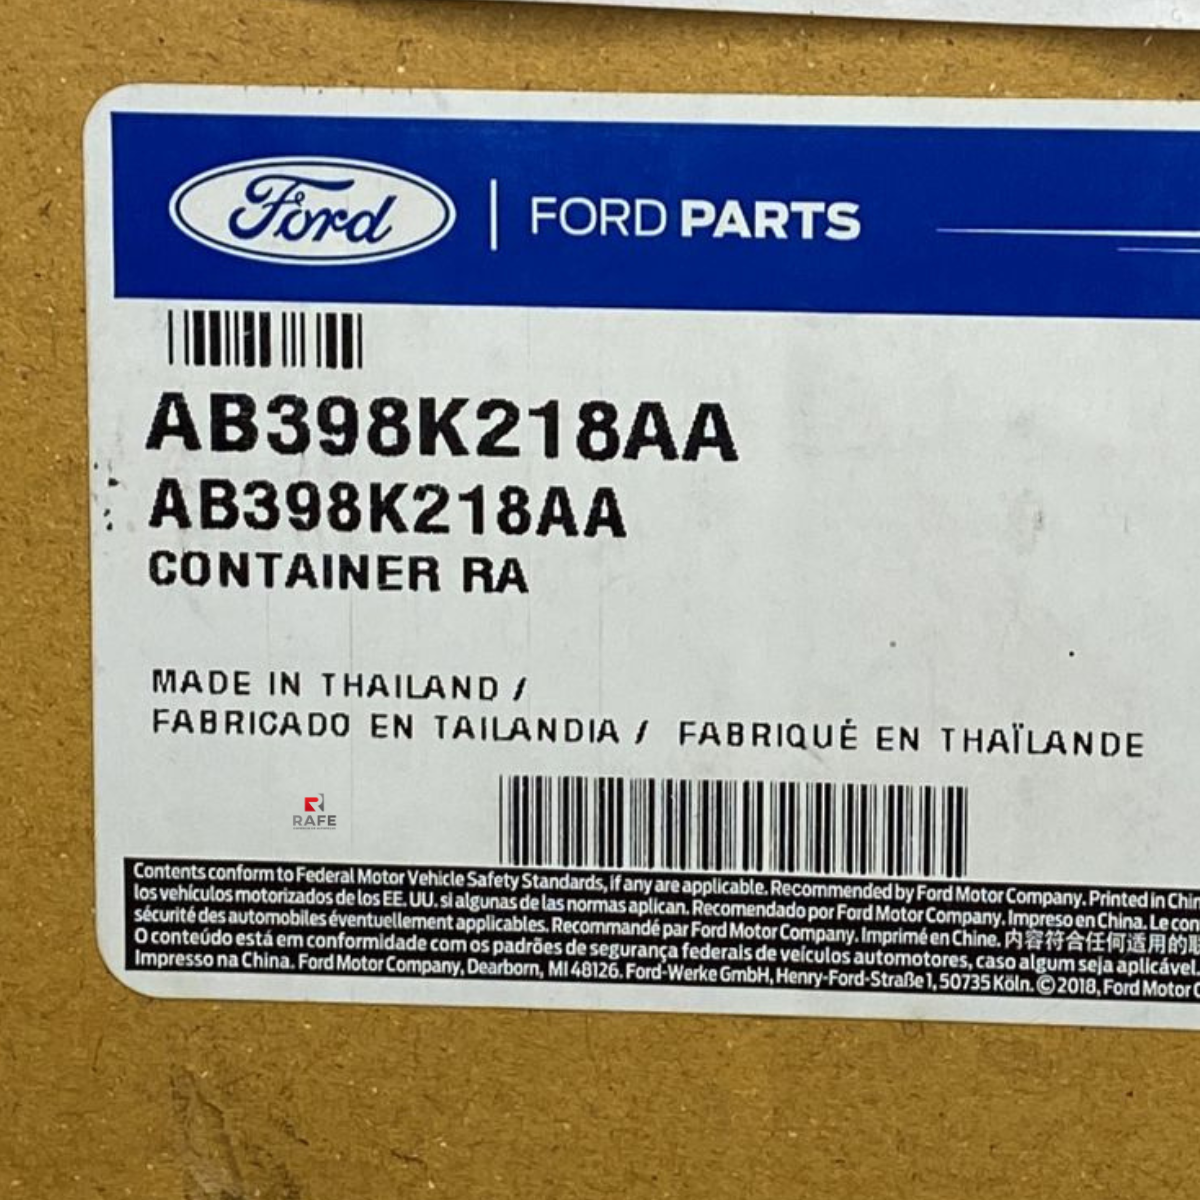 Ford | FORD PARTS
AB398K218AA
AB398K218AA
CONTAINER RA
MADE IN THAILAND /
FABRICADO EN TAILANDIA / FABRIQUÉ EN THAÏLANDE
RAFE
Contents conform to Federal Motor Vehicle Safety Standards, if any are applicable. Recommended by Ford Motor Company. Printed in Chin
los vehículos motorizados de los EE. UU. si algunas de las normas aplican. Recomendado por Ford Motor Company. Impreso en China. Le con
sécurité des automobiles éventuellement applicables. Recommandé par Ford Motor Company. Imprimé en Chine. 内容符合任何适用的
O conteúdo está em conformidade com os padrões de segurança federais de veículos automotores, caso algum seja aplicável.
Impresso na China. Ford Motor Company, Dearborn, MI 48126. Ford-Werke GmbH, Henry-Ford-Straße 1, 50735 Köln. © 2018, Ford Motor C